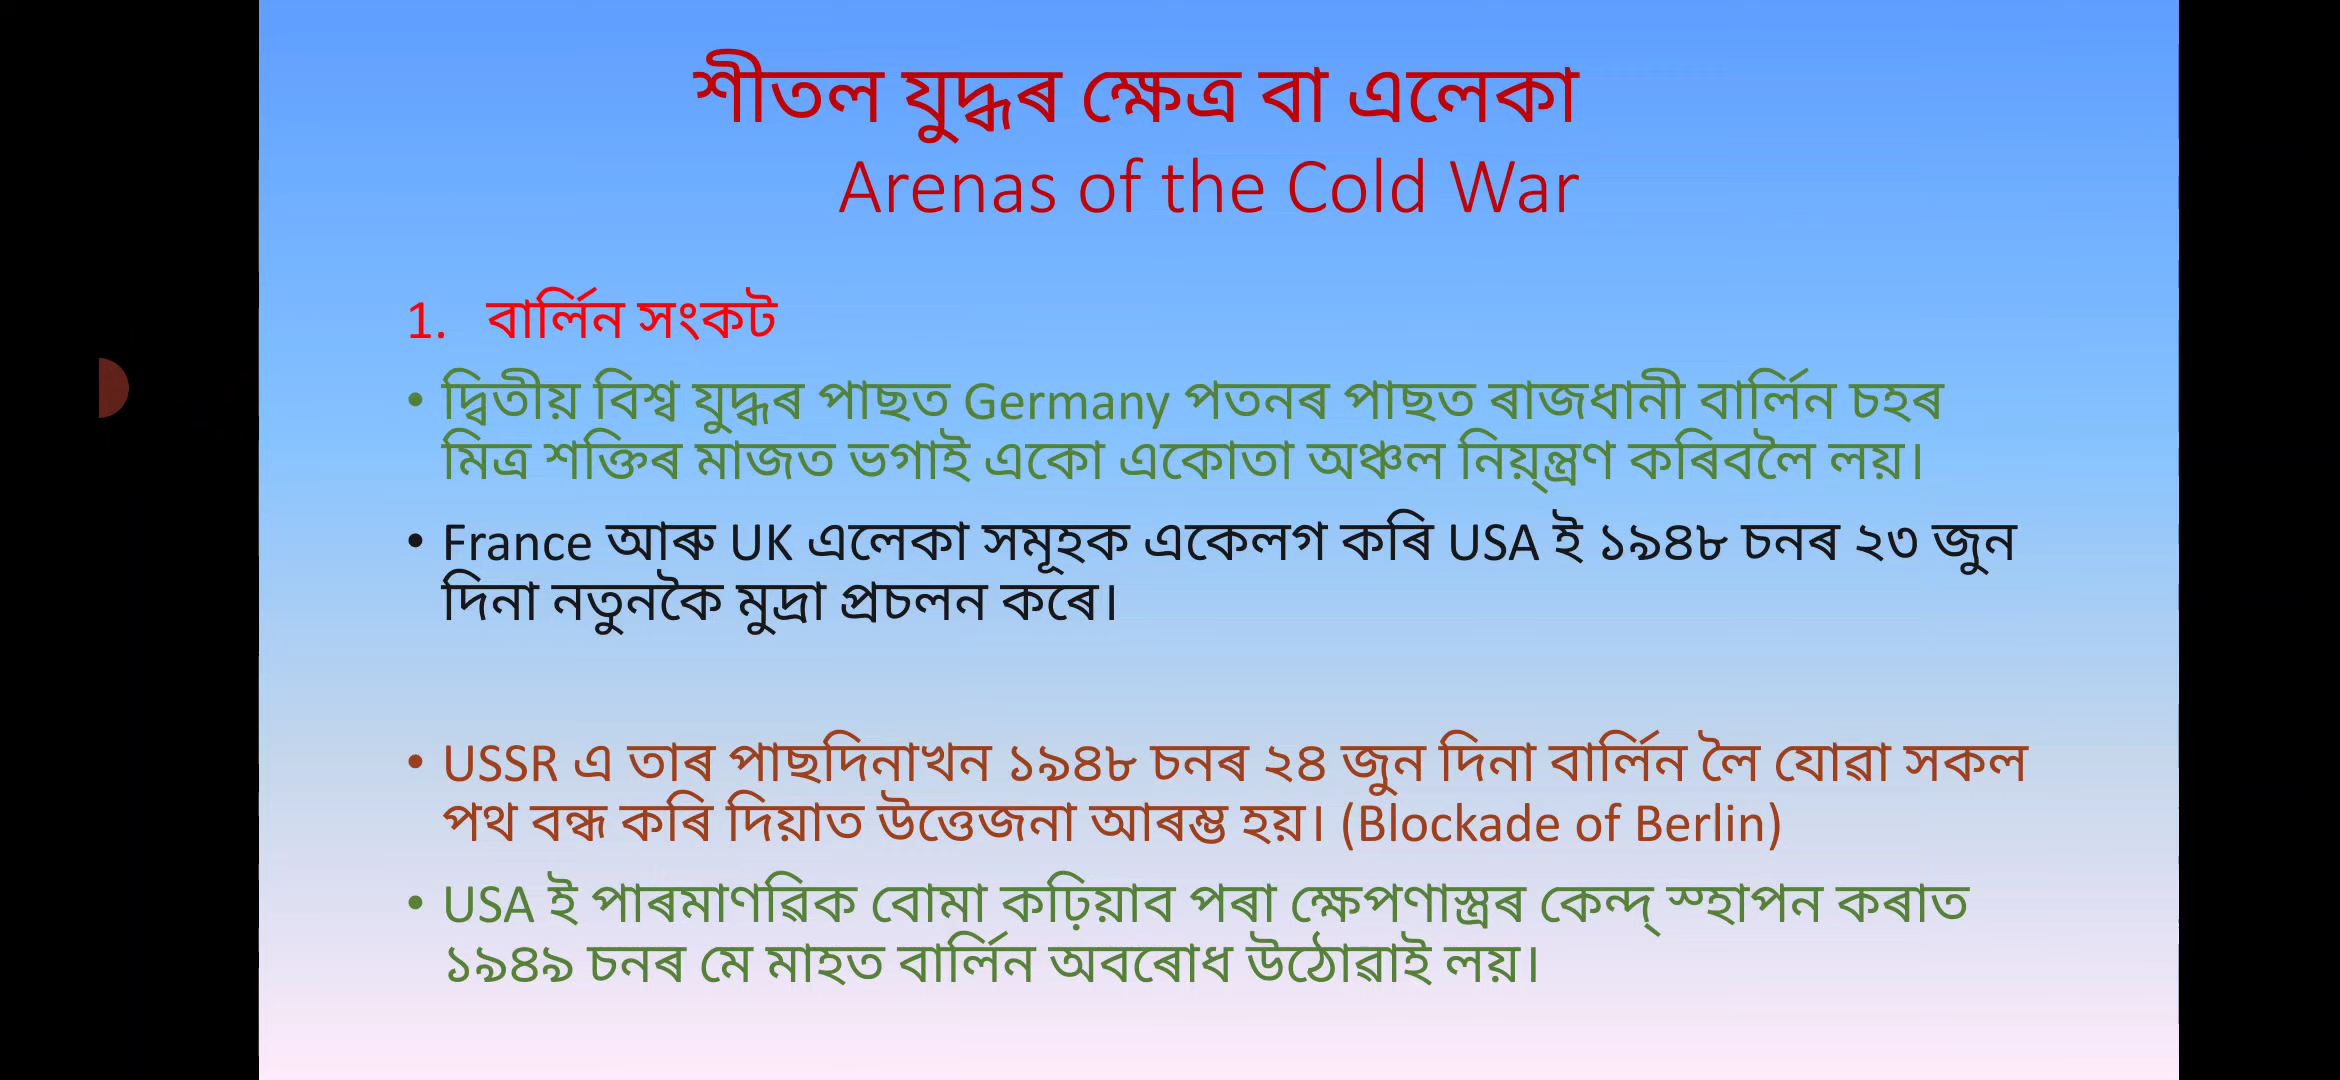 শীতল যুদ্ধৰ ক্ষেত্ৰ বা এলেকা
Arenas of the Cold War
1. বাৰ্লিন সংকট
• দ্বিতীয় বিশ্ব যুদ্ধৰ পাছত Germany পতনৰ পাছত ৰাজধানী বাৰ্লিন চহৰ
মিত্ৰ শক্তিৰ মাজত ভগাই একো একোতা অঞ্চল নিয়্ন্ত্ৰণ কৰিবলৈ লয়।
• France আৰু UK এলেকা সমূহক একেলগ কৰি USA ই ১৯৪৮ চনৰ ২৩ জুন
দিনা নতুনকৈ মুদ্ৰা প্ৰচলন কৰে।
• USSR এ তাৰ পাছদিনাখন ১৯৪৮ চনৰ ২৪ জুন দিনা বাৰ্লিন লৈ যোৱা সকল
পথ বন্ধ কৰি দিয়াত উত্তেজনা আৰম্ভ হয়। (Blockade of Berlin)
• USA ই পাৰমাণৱিক বোমা কঢ়িয়াব পৰা ক্ষেপণাস্ত্ৰৰ কেন্দ্ স্হাপন কৰাত
১৯৪৯ চনৰ মে মাহত বাৰ্লিন অবৰোধ উঠোৱাই লয়।